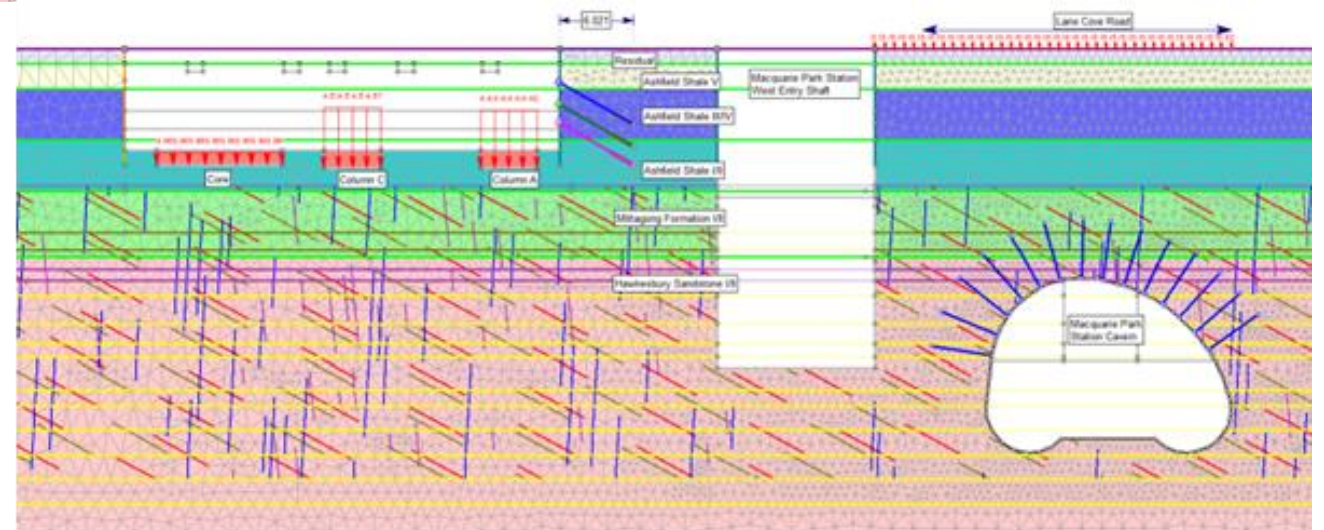 6.021
Lane Cove Road
Residual
Ashfield Shale V
Macquarie Park Station
West Entry Shaft
Ashfield Shale III/IV
Ashfield Shale I/II
Core
Column C
Column A
Mittagong Formation I/II
Hawkesbury Sandstone I/II
Macquarie Park
Station Cavern